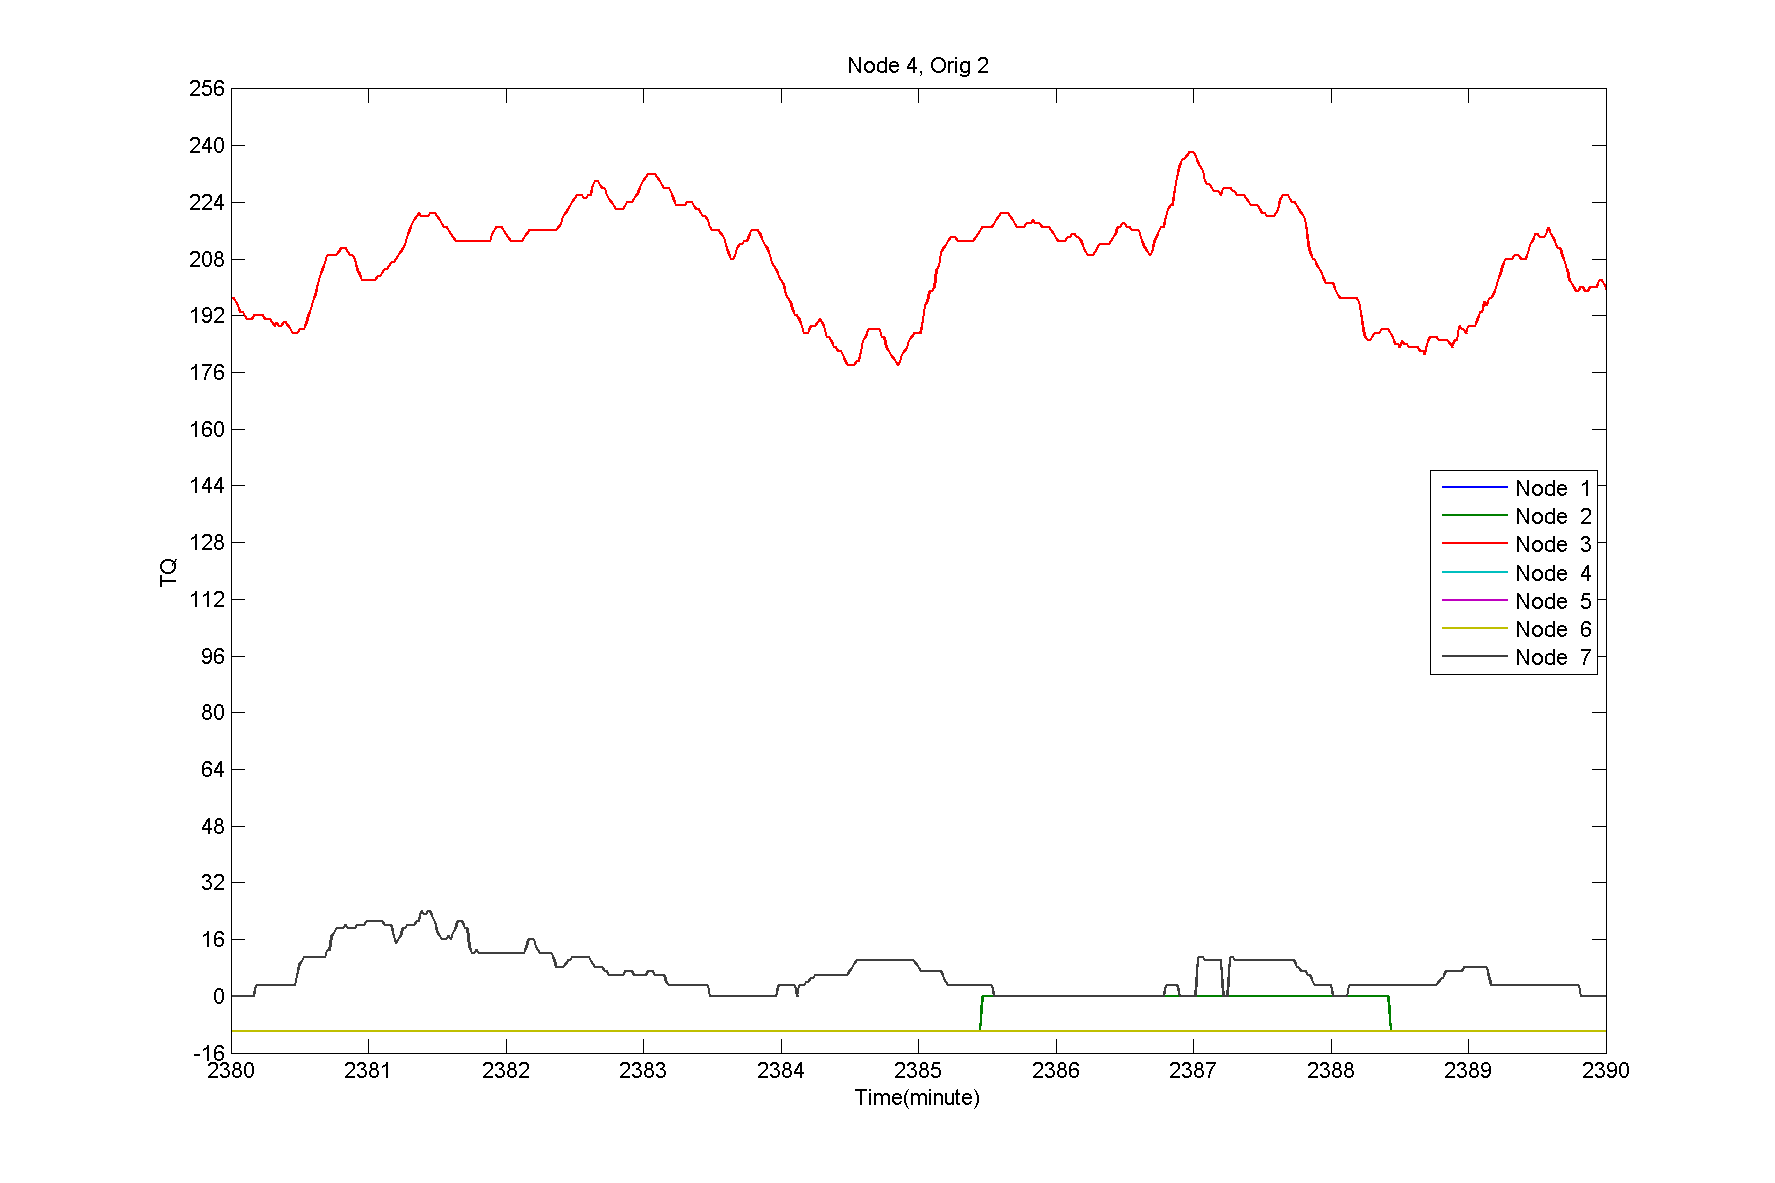 Node 4, Orig 2
256
240
224
208
192
176
160
144
128
112
96
80
64
48
32
16
0
-16
TQ
Node 1
Node 2
Node 3
Node 4
Node 5
Node 6
Node 7
2380 2381 2382 2383 2384 2385 2386 2387 2388 2389 2390
Time(minute)